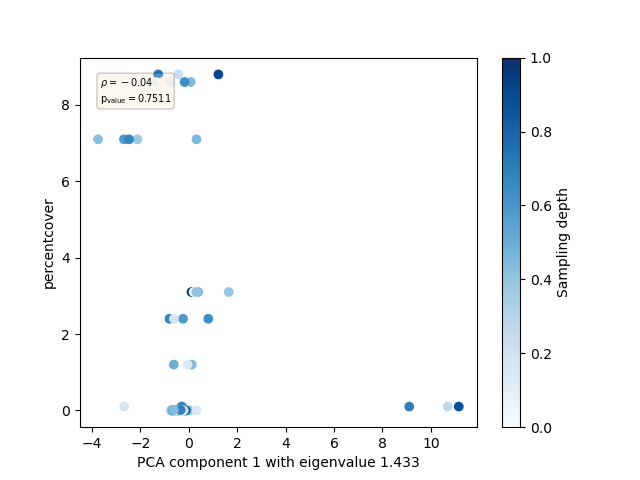 ρ = −0.04
pvalue = 0.7511
percentcover
8
6
4
2
0
−4 −2 0 2 4 6 8 10
PCA component 1 with eigenvalue 1.433
1.0
0.8
0.6
0.4
0.2
0.0
Sampling depth